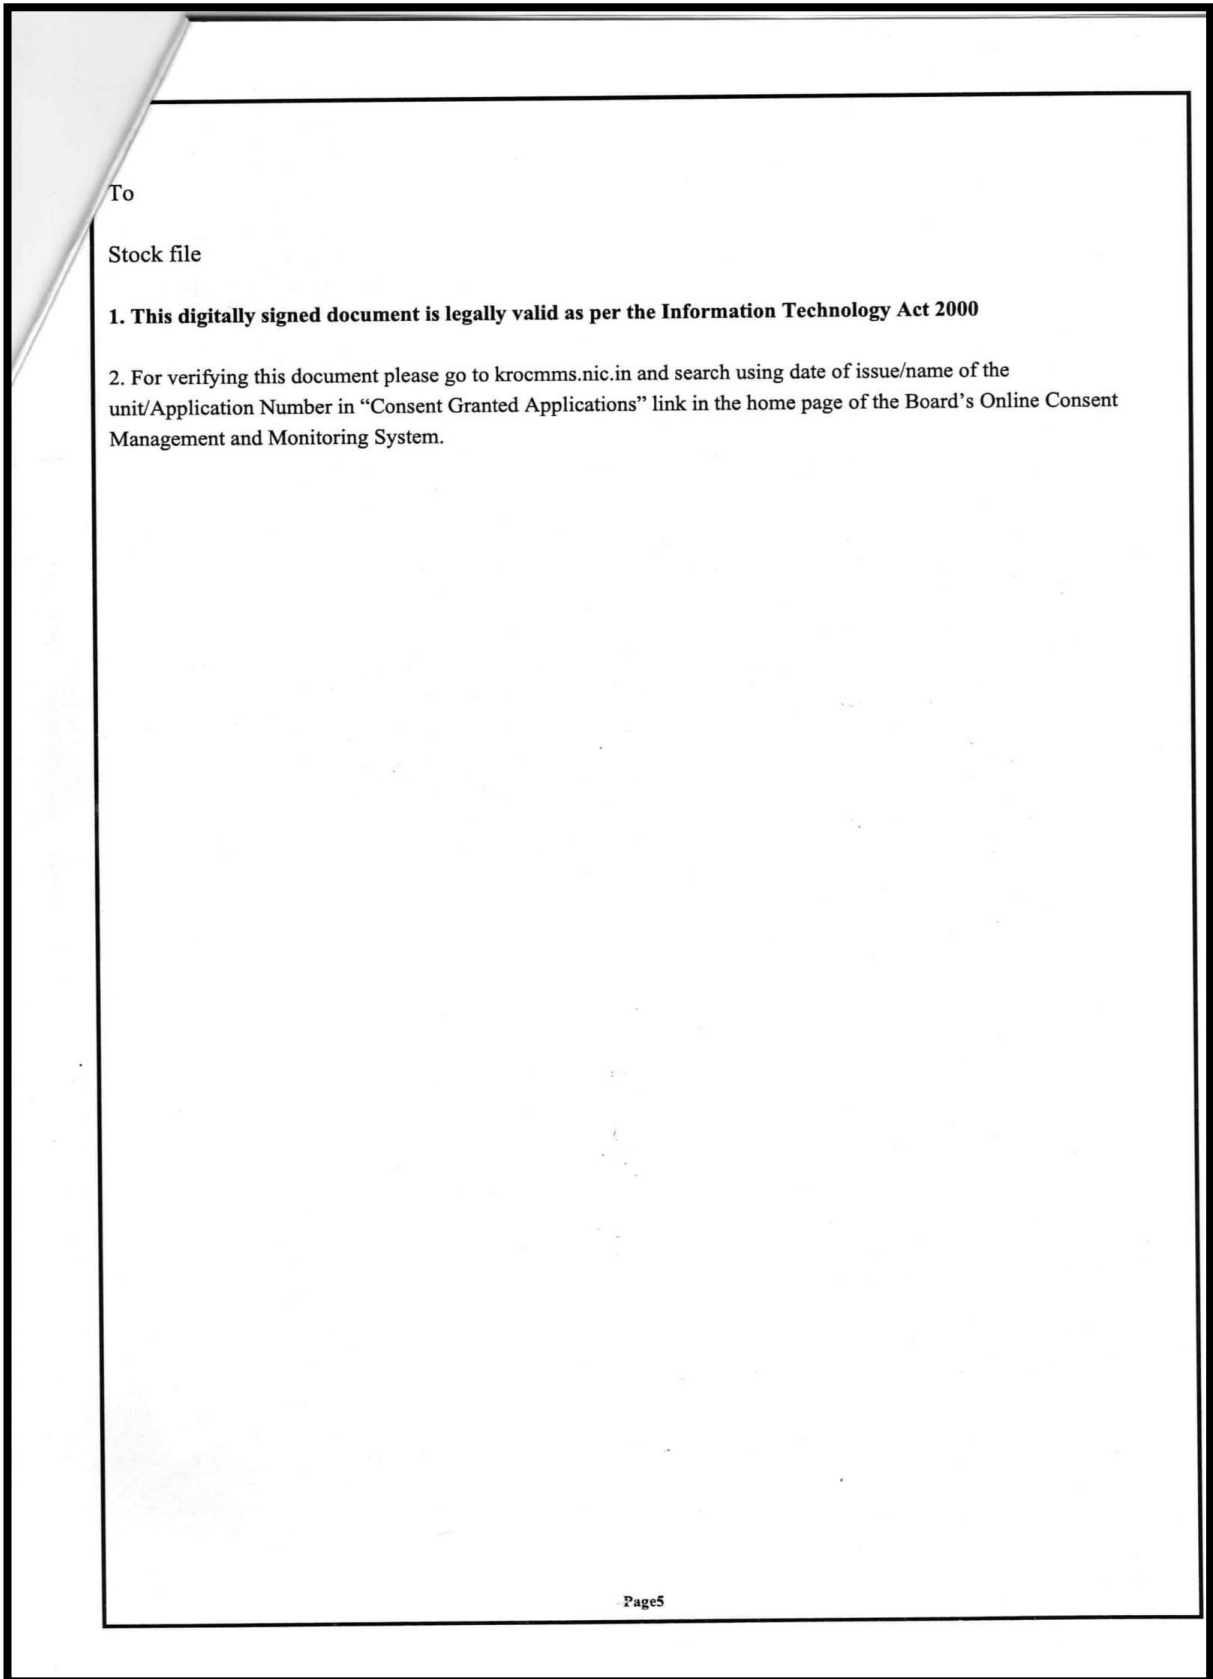 To
Stock file
1. This digitally signed document is legally valid as per the Information Technology Act 2000
2. For verifying this document please go to krocmms.nic.in and search using date of issue/name of the
unit/Application Number in “Consent Granted Applications” link in the home page of the Board’s Online Consent
Management and Monitoring System.
Page5